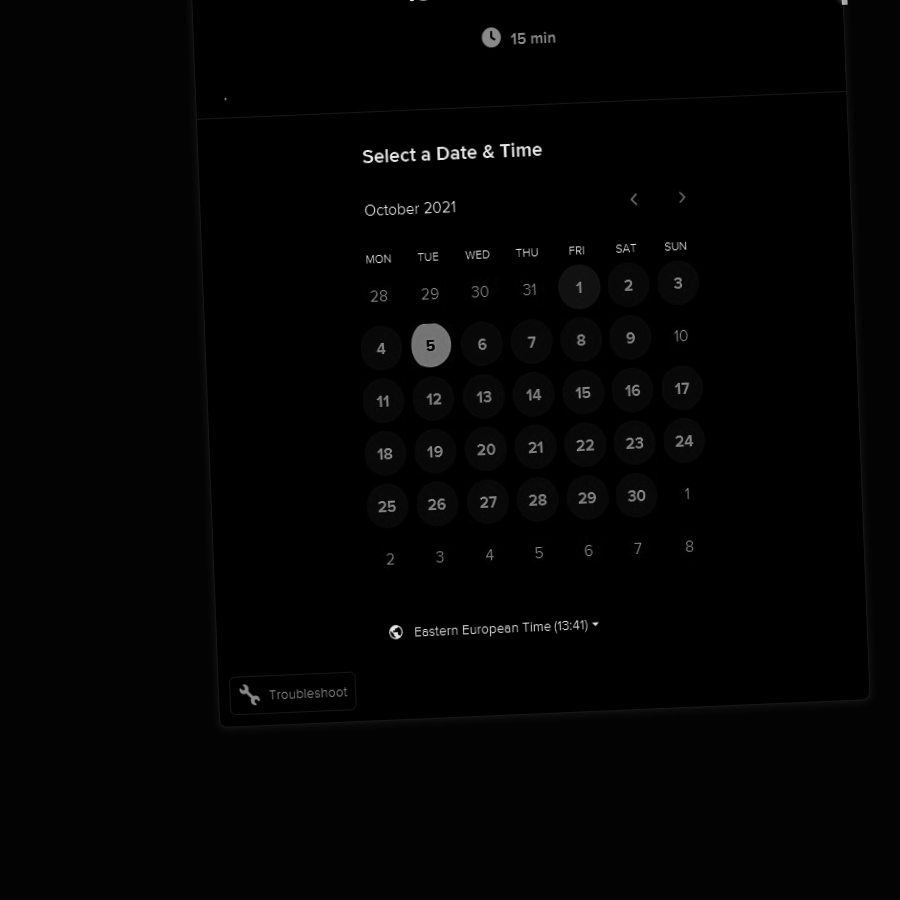 15 min
Select a Date & Time
October 2021
MON TUE WED THU FRI SAT SUN
28 29 30 31 1 2 3
4 5 6 7 8 9 10
11 12 13 14 15 16 17
18 19 20 21 22 23 24
25 26 27 28 29 30 1
2 3 4 5 6 7 8
Eastern European Time (13:41)
Troubleshoot